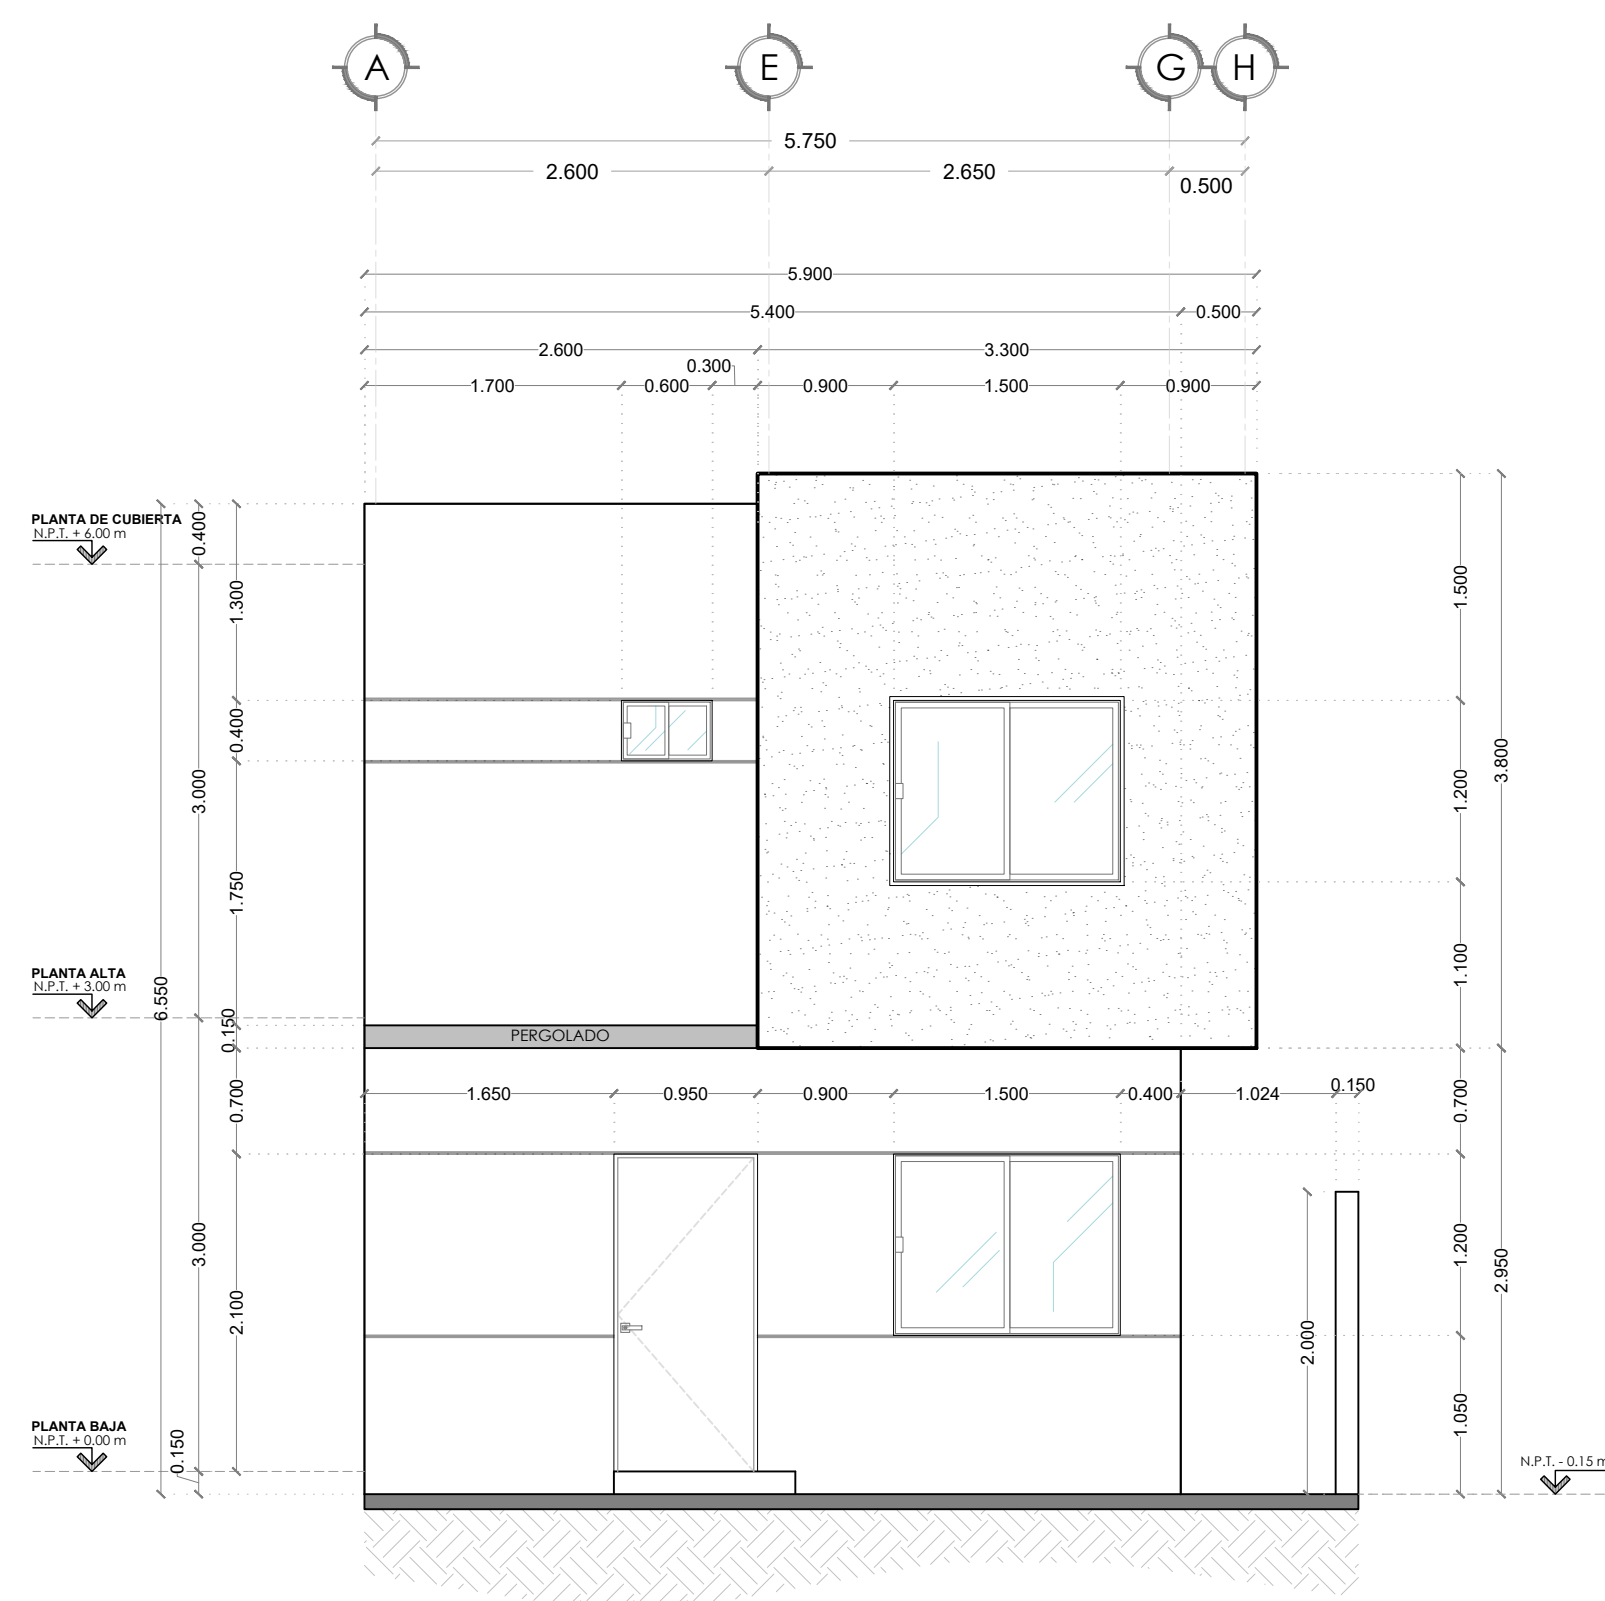 A E G H
5.750
2.600 2.650 0.500
5.900
5.400 0.500
2.600 3.300
0.300
1.700 0.600 0.900 1.500 0.900
PLANTA DE CUBIERTA
N.P.T. + 6.00 m
0.400
1.300
0.400
3.000
1.750
PLANTA ALTA
N.P.T. + 3.00 m
6.550
0.150
PERGOLADO
0.700
3.000
2.100
PLANTA BAJA
N.P.T. + 0.00 m
0.150
1.650 0.950 0.900 1.500 0.400 1.024 0.150
2.000
1.500
3.800
1.200
1.100
0.700
1.200
2.950
1.050
N.P.T. - 0.15 m